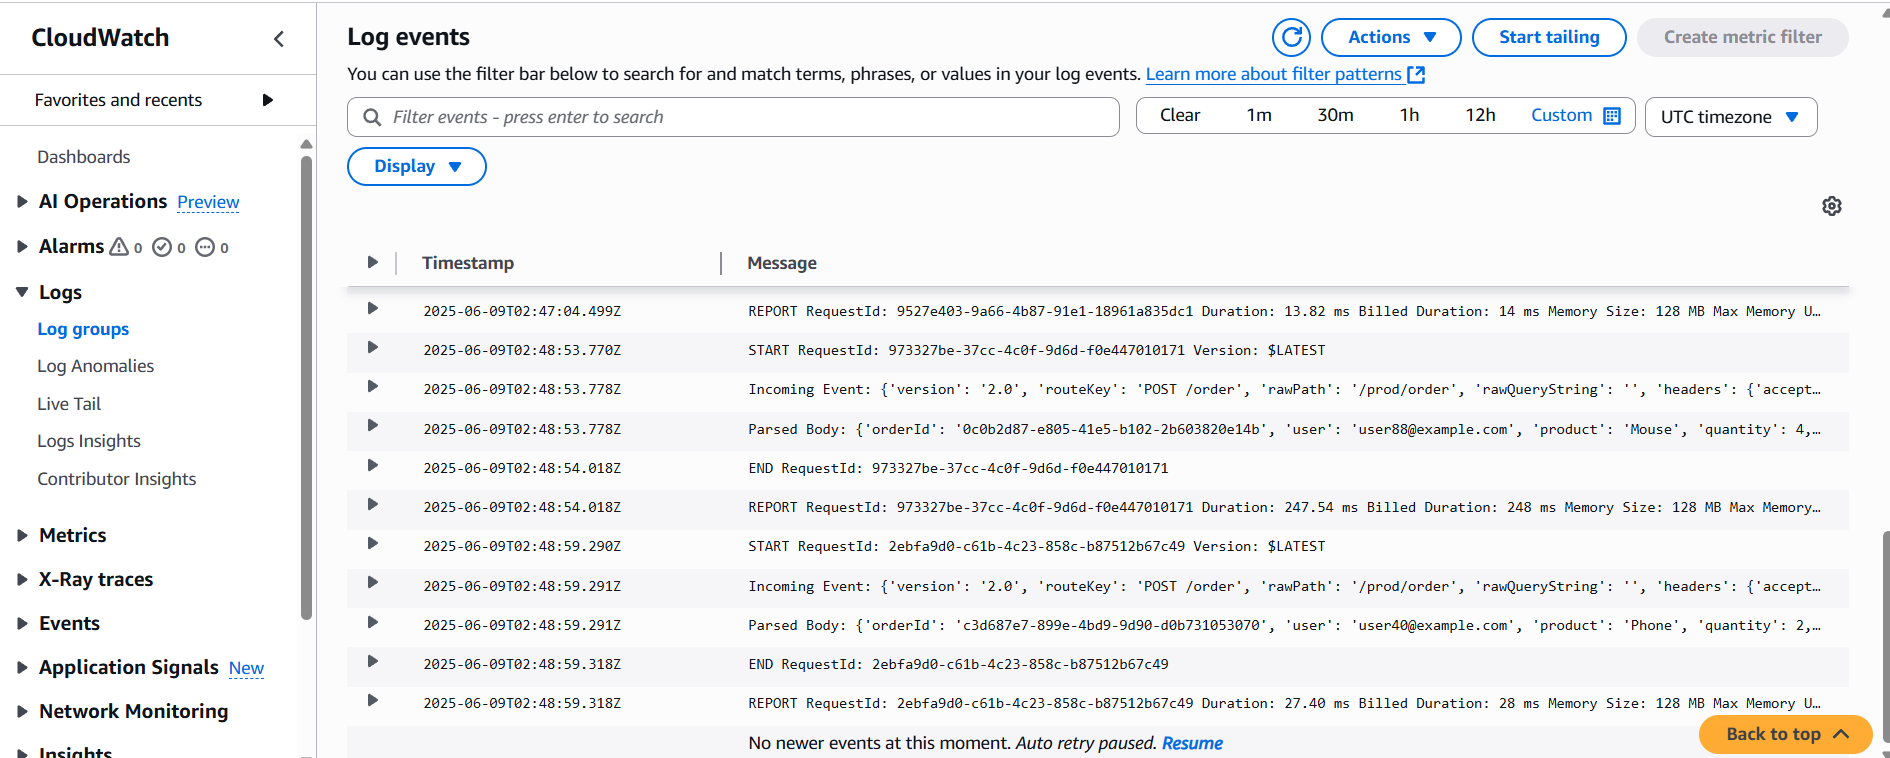 CloudWatch
Favorites and recents
Dashboards
AI Operations Preview
Alarms 0 0 0
Logs
Log groups
Log Anomalies
Live Tail
Logs Insights
Contributor Insights
Metrics
X-Ray traces
Events
Application Signals New
Network Monitoring
Insights
Log events
Actions
Start tailing
Create metric filter
You can use the filter bar below to search for and match terms, phrases, or values in your log events. Learn more about filter patterns
Filter events - press enter to search
Clear 1m 30m 1h 12h Custom
UTC timezone
Display
Timestamp Message
2025-06-09T02:47:04.499Z REPORT RequestId: 9527e403-9a66-4b87-91e1-18961a835dc1 Duration: 13.82 ms Billed Duration: 14 ms Memory Size: 128 MB Max Memory U…
2025-06-09T02:48:53.770Z START RequestId: 973327be-37cc-4c0f-9d6d-f0e447010171 Version: $LATEST
2025-06-09T02:48:53.778Z Incoming Event: {'version': '2.0', 'routeKey': 'POST /order', 'rawPath': '/prod/order', 'rawQueryString': '', 'headers': {'accept…
2025-06-09T02:48:53.778Z Parsed Body: {'orderId': '0c0b2d87-e805-41e5-b102-2b603820e14b', 'user': 'user88@example.com', 'product': 'Mouse', 'quantity': 4,…
2025-06-09T02:48:54.018Z END RequestId: 973327be-37cc-4c0f-9d6d-f0e447010171
2025-06-09T02:48:54.018Z REPORT RequestId: 973327be-37cc-4c0f-9d6d-f0e447010171 Duration: 247.54 ms Billed Duration: 248 ms Memory Size: 128 MB Max Memory…
2025-06-09T02:48:59.290Z START RequestId: 2ebfa9d0-c61b-4c23-858c-b87512b67c49 Version: $LATEST
2025-06-09T02:48:59.291Z Incoming Event: {'version': '2.0', 'routeKey': 'POST /order', 'rawPath': '/prod/order', 'rawQueryString': '', 'headers': {'accept…
2025-06-09T02:48:59.291Z Parsed Body: {'orderId': 'c3d687e7-899e-4bd9-9d90-d0b731053070', 'user': 'user40@example.com', 'product': 'Phone', 'quantity': 2,…
2025-06-09T02:48:59.318Z END RequestId: 2ebfa9d0-c61b-4c23-858c-b87512b67c49
2025-06-09T02:48:59.318Z REPORT RequestId: 2ebfa9d0-c61b-4c23-858c-b87512b67c49 Duration: 27.40 ms Billed Duration: 28 ms Memory Size: 128 MB Max Memory U…
No newer events at this moment. Auto retry paused. Resume
Back to top